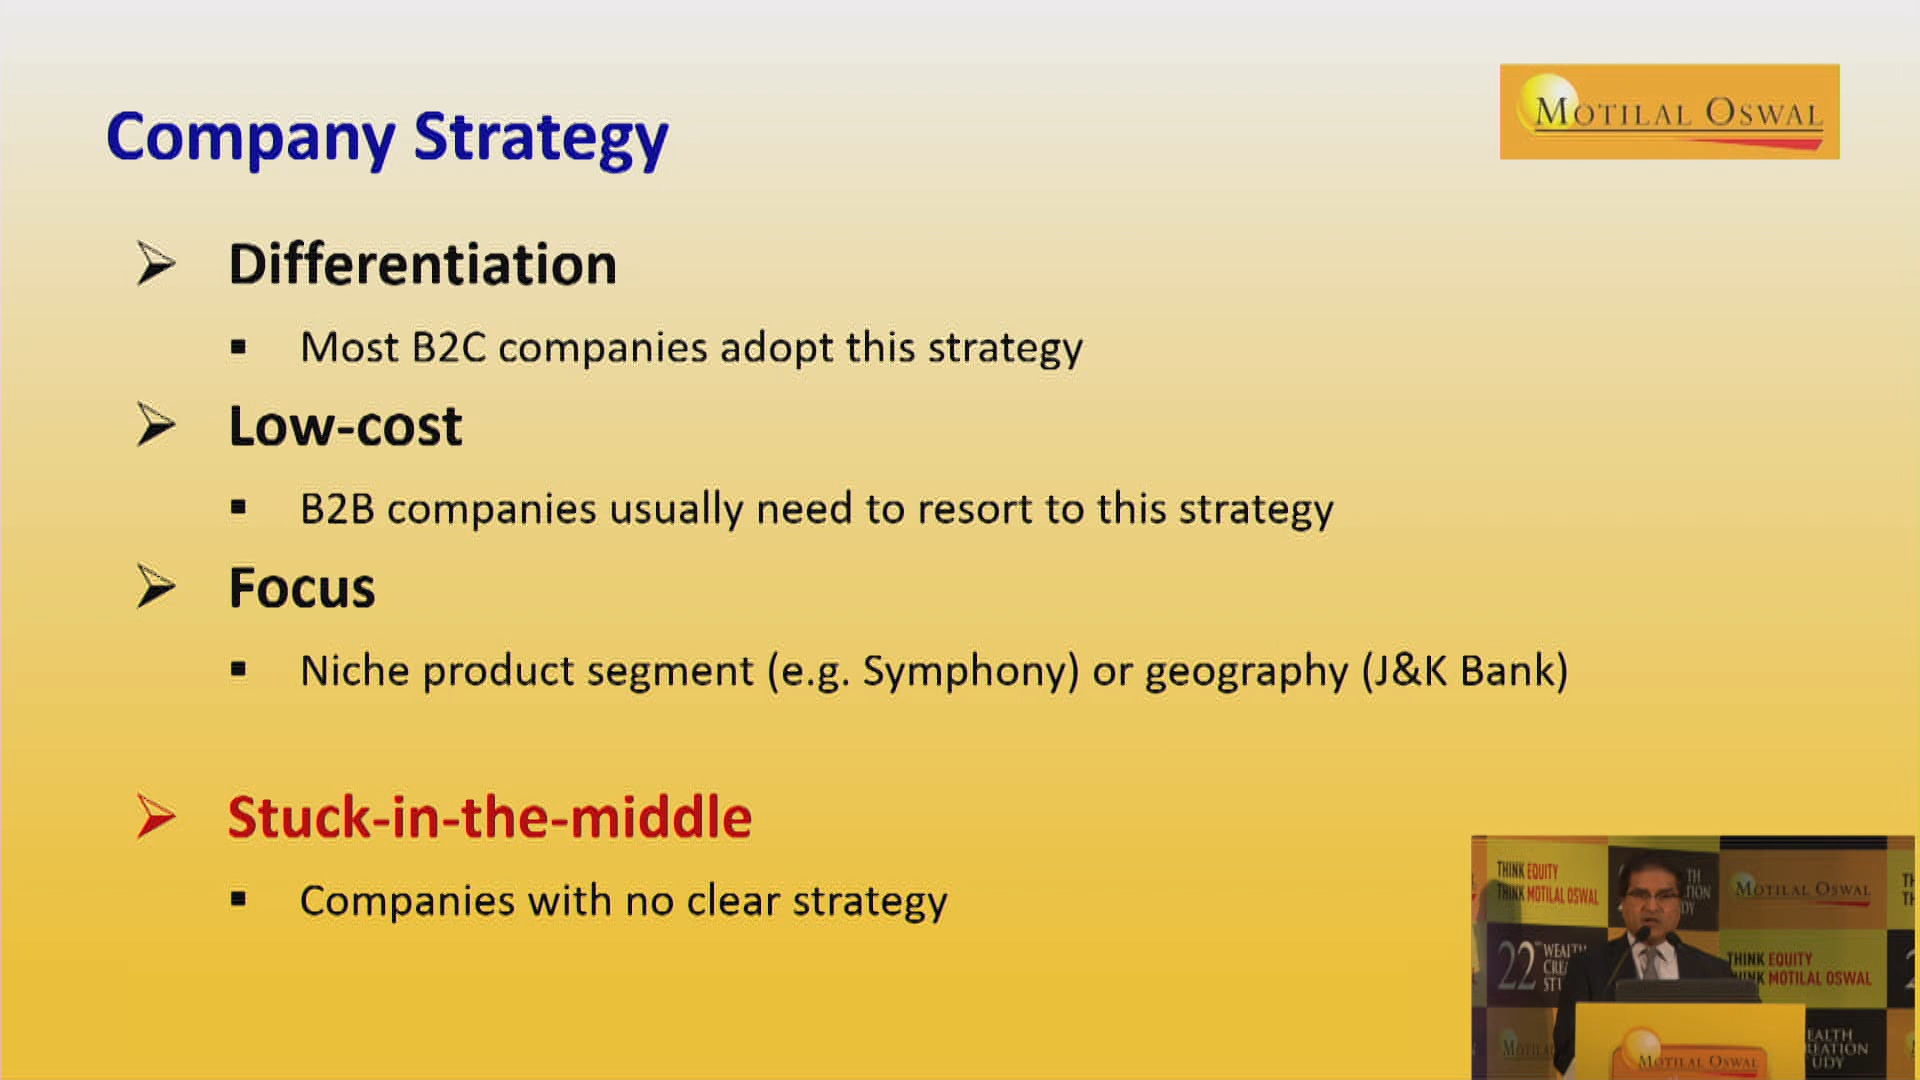 Company Strategy
MOTILAL OSWAL
Differentiation
Most B2C companies adopt this strategy
Low-cost
B2B companies usually need to resort to this strategy
Focus
Niche product segment (e.g. Symphony) or geography (J&K Bank)
Stuck-in-the-middle
Companies with no clear strategy
THINK EQUITY
THINK MOTILAL OSWAL
MOTILAL OSWAL
22
THINK EQUITY
THINK MOTILAL OSWAL
MOTILAL OSWAL